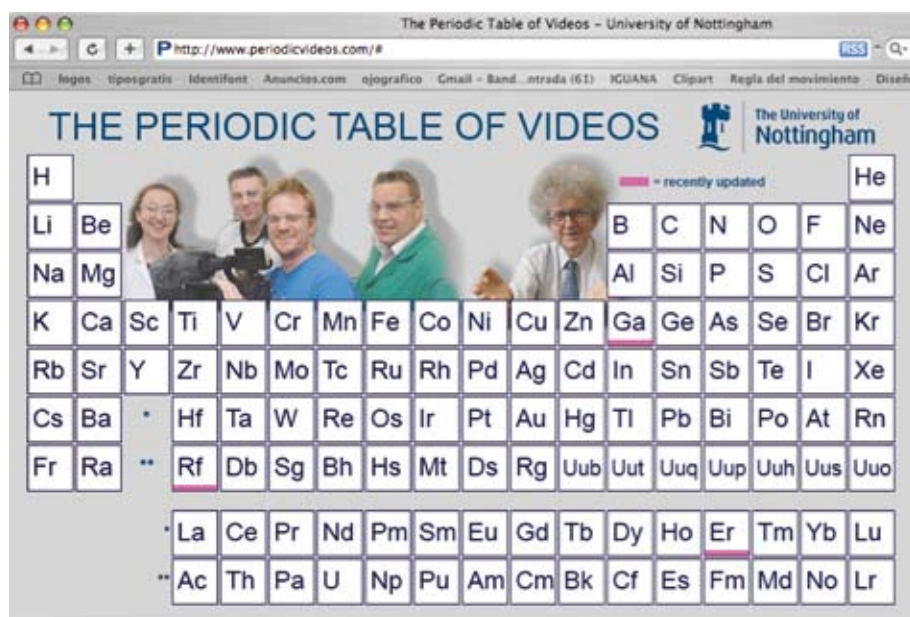 The Periodic Table of Videos – University of Nottingham
P http://www.periodicvideos.com/# RSS Q-
logos tiposgratis Identifont Anuncios.com ojografico Gmail - Band...ntrada (61) IGUANA Clipart Regla del movimiento Diseñ
THE PERIODIC TABLE OF VIDEOS
The University of
Nottingham
= recently updated
H He
Li Be B C N O F Ne
Na Mg Al Si P S Cl Ar
K Ca Sc Ti V Cr Mn Fe Co Ni Cu Zn Ga Ge As Se Br Kr
Rb Sr Y Zr Nb Mo Tc Ru Rh Pd Ag Cd In Sn Sb Te I Xe
Cs Ba * Hf Ta W Re Os Ir Pt Au Hg Tl Pb Bi Po At Rn
Fr Ra ** Rf Db Sg Bh Hs Mt Ds Rg Uub Uut Uuq Uup Uuh Uus Uuo
* La Ce Pr Nd Pm Sm Eu Gd Tb Dy Ho Er Tm Yb Lu
** Ac Th Pa U Np Pu Am Cm Bk Cf Es Fm Md No Lr